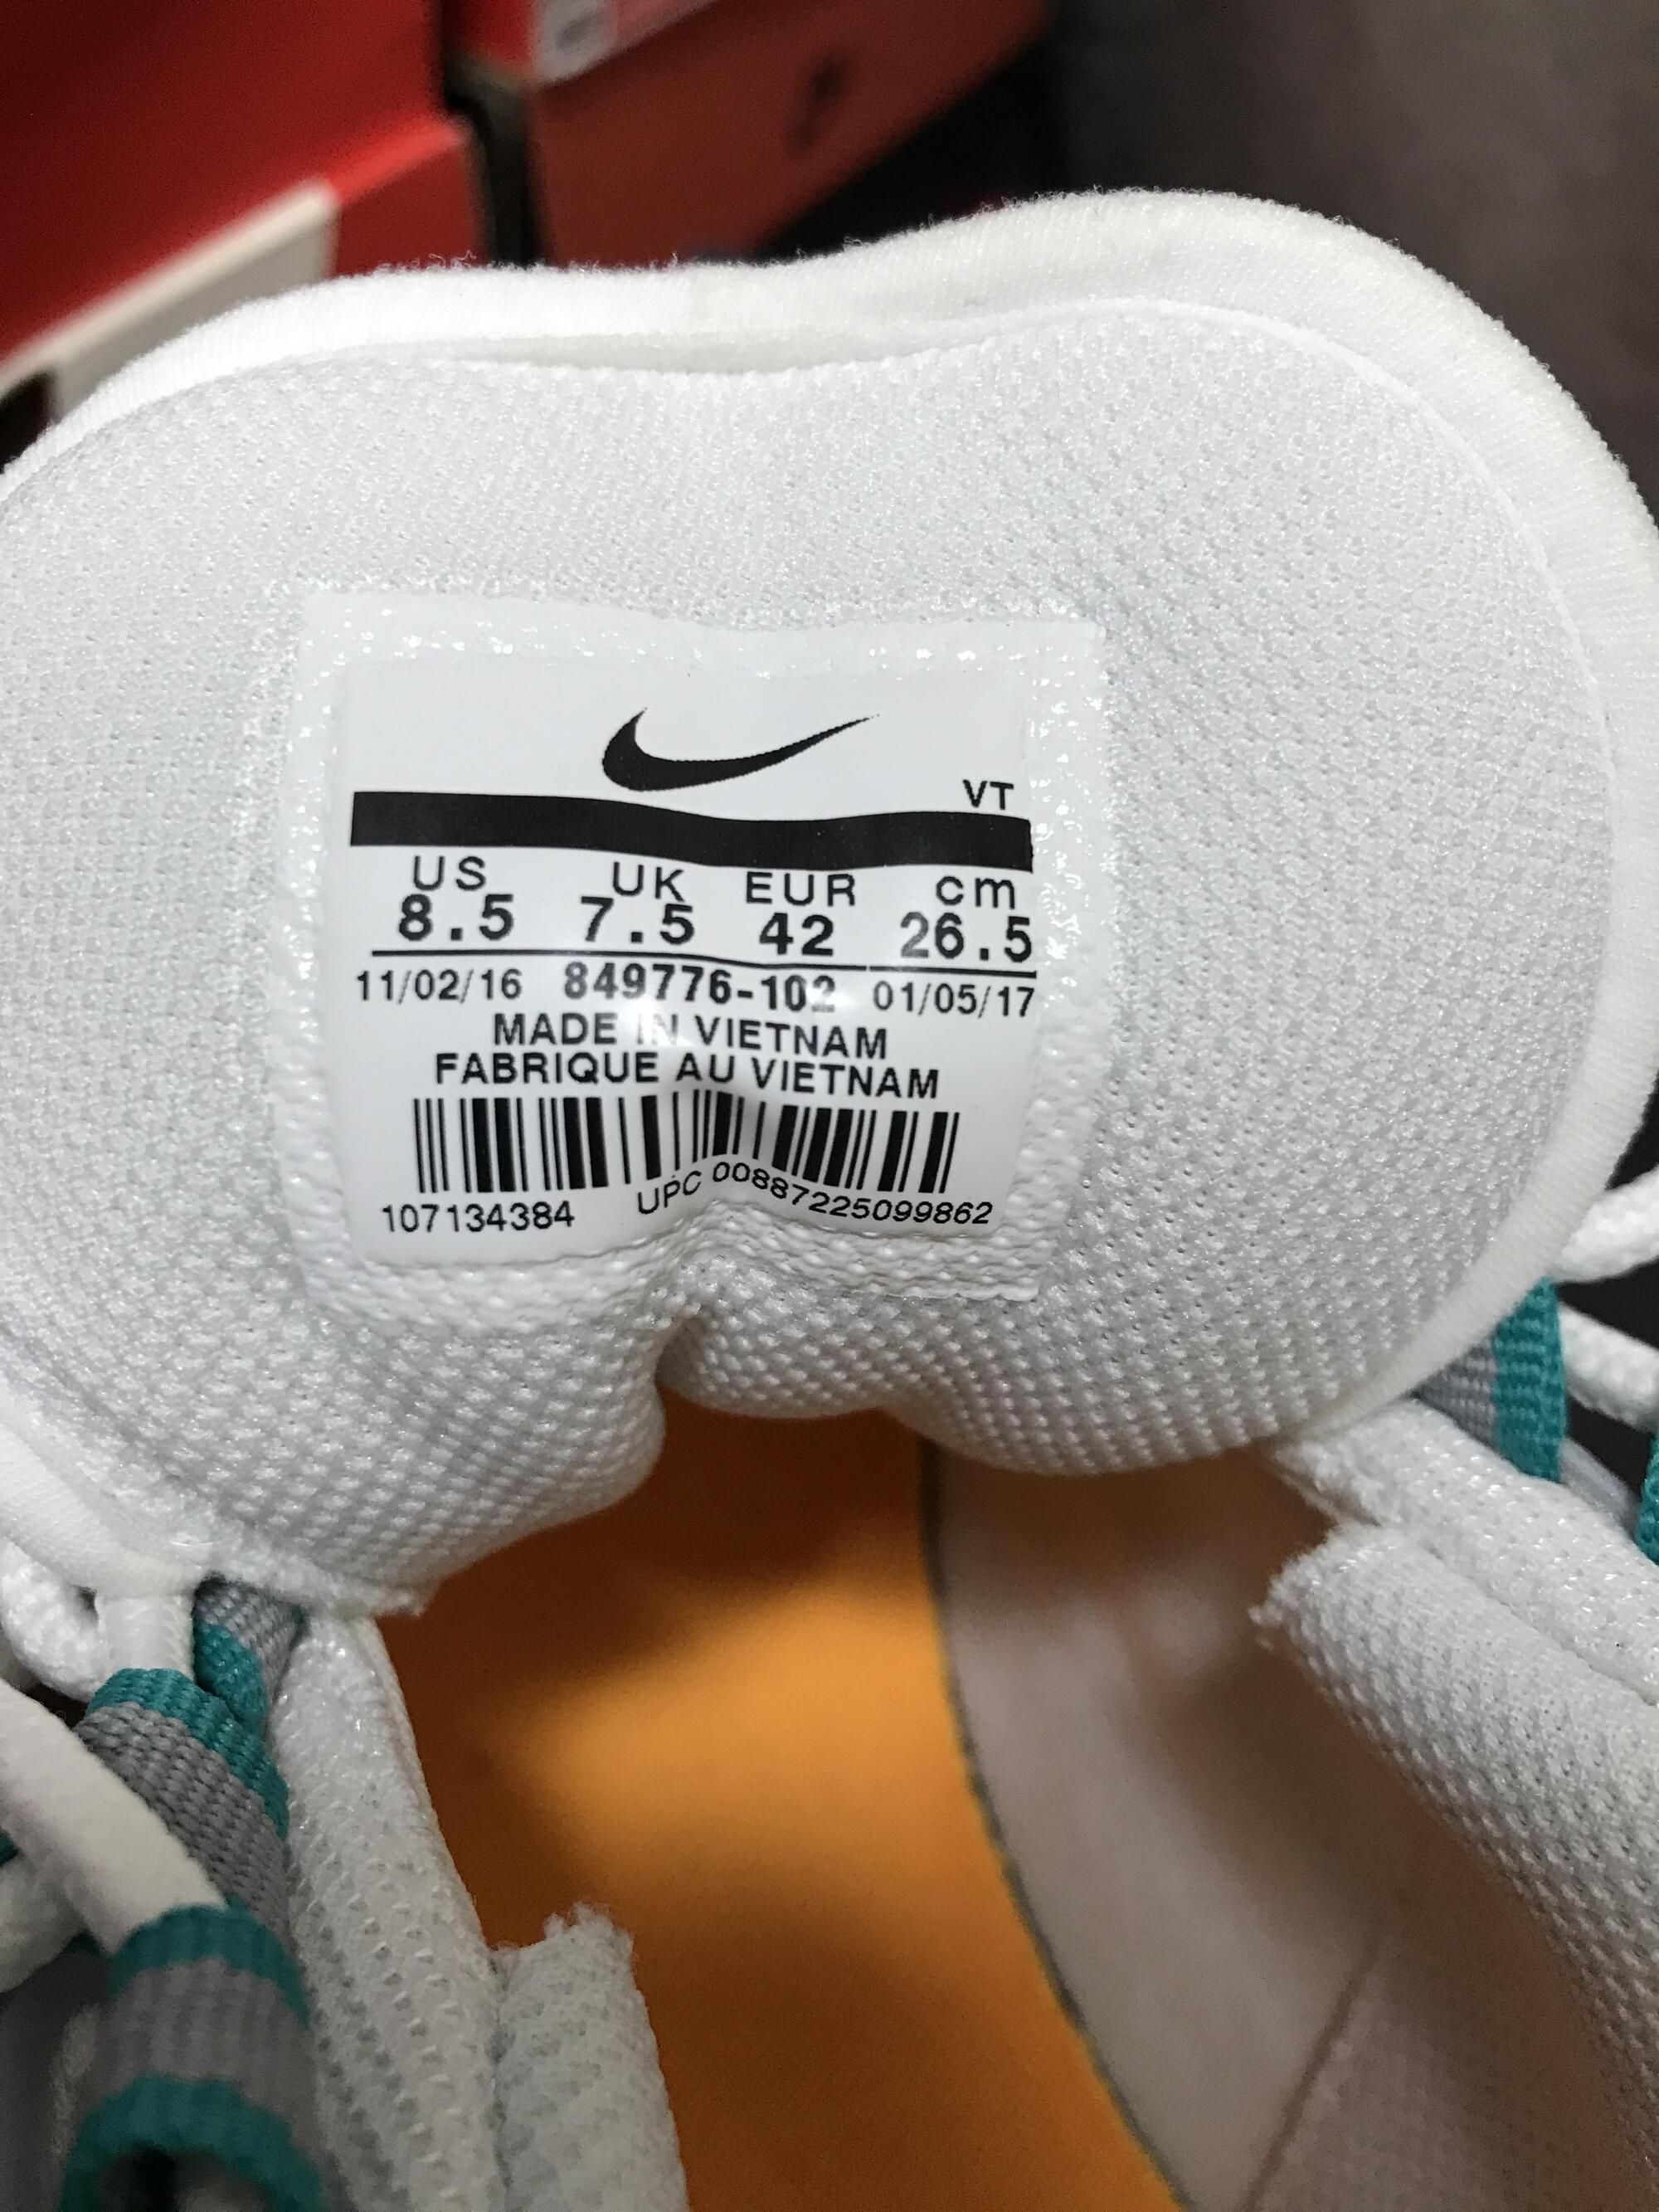 VT
US UK EUR cm
8.5 7.5 42 26.5
11/02/16 849776-102 01/05/17
MADE IN VIETNAM
FABRIQUE AU VIETNAM
107134384 UPC 00887225099862